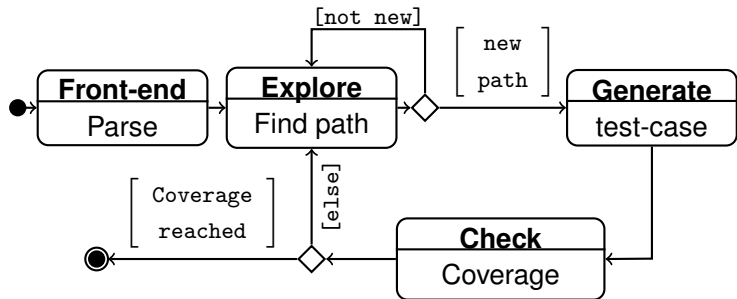 [not new]
new
path
Front-end
Parse
Explore
Find path
Generate
test-case
Coverage
reached
[else]
Check
Coverage